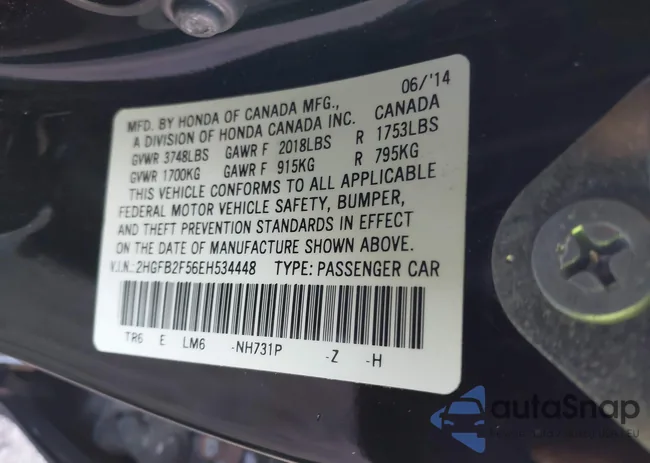 06/'14
MFD. BY HONDA OF CANADA MFG., CANADA
A DIVISION OF HONDA CANADA INC.
GVWR 3748LBS GAWR F 2018LBS R 1753LBS
GVWR 1700KG GAWR F 915KG R 795KG
THIS VEHICLE CONFORMS TO ALL APPLICABLE
FEDERAL MOTOR VEHICLE SAFETY, BUMPER,
AND THEFT PREVENTION STANDARDS IN EFFECT
ON THE DATE OF MANUFACTURE SHOWN ABOVE.
V.I.N.:2HGFB2F56EH534448 TYPE: PASSENGER CAR
TR6 E LM6 -NH731P -Z -H
autoSnap